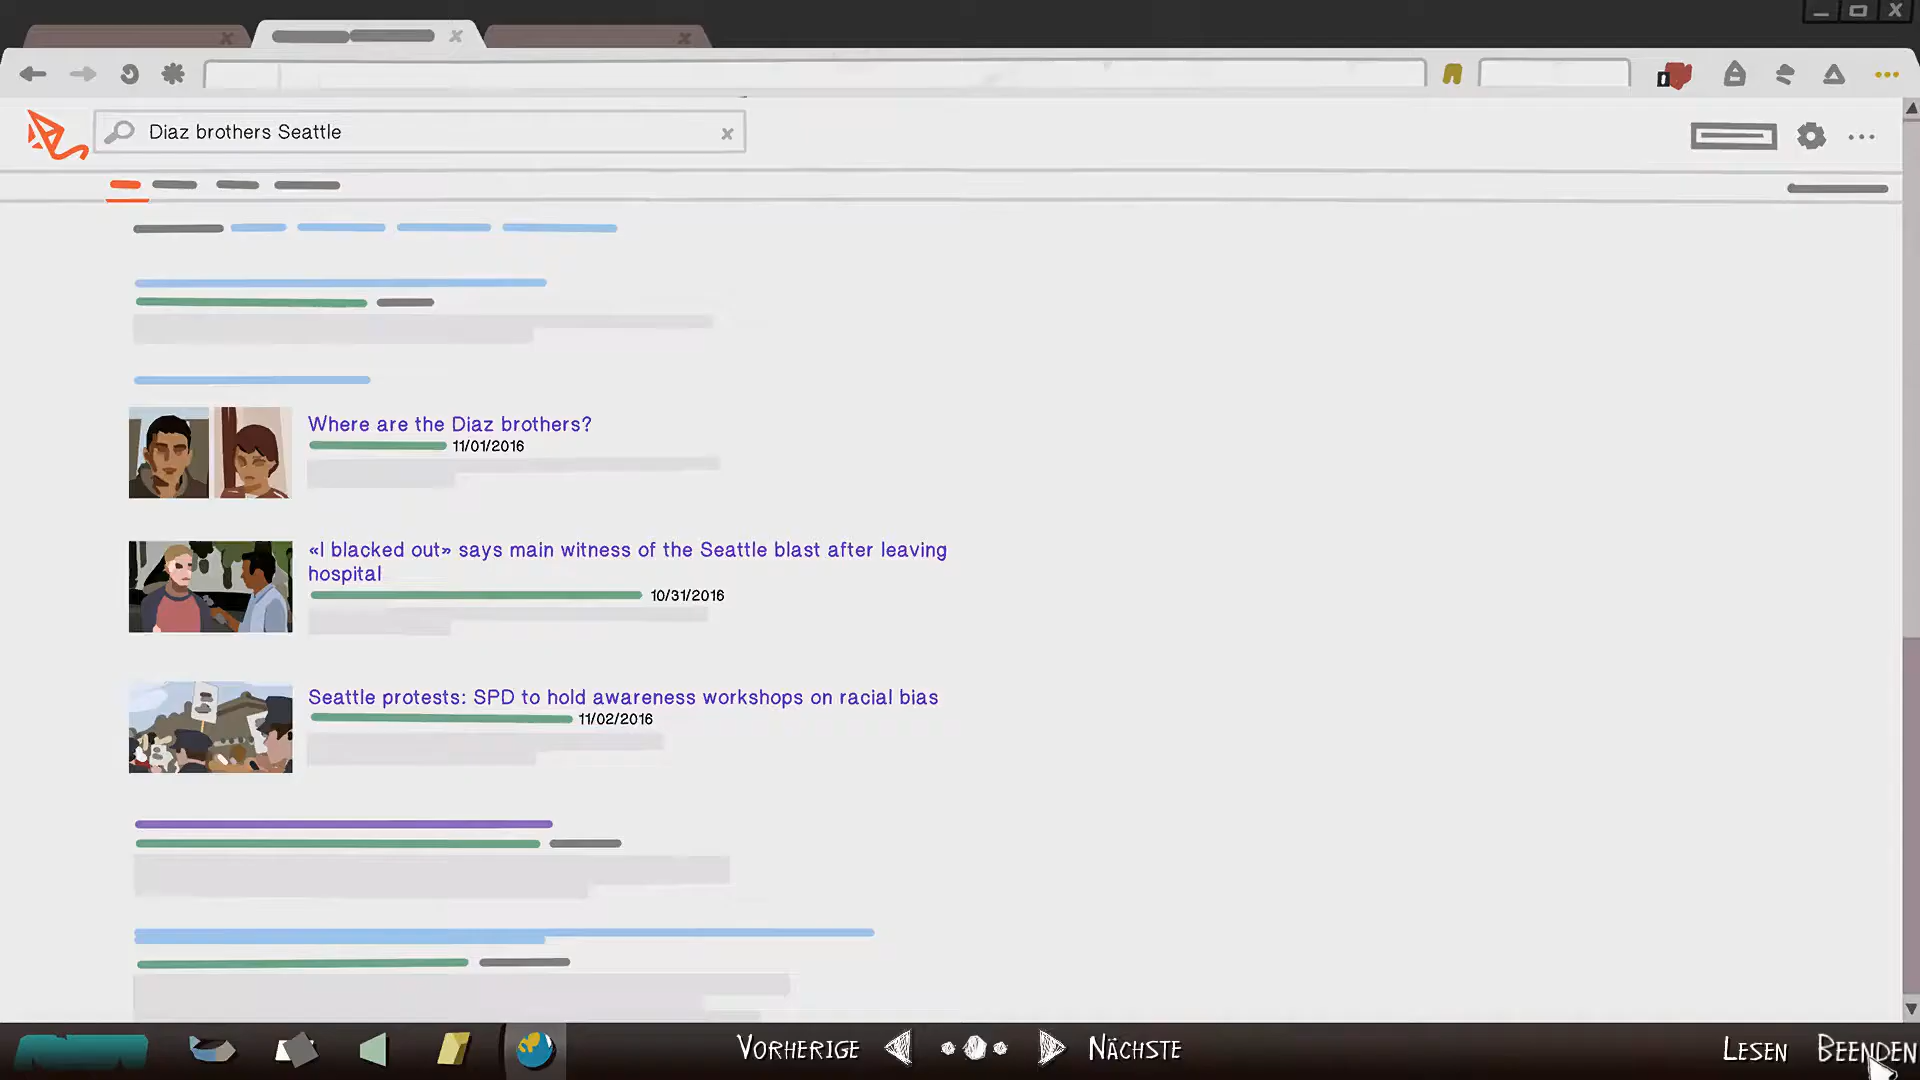 Diaz brothers Seattle
Where are the Diaz brothers?
11/01/2016
«I blacked out» says main witness of the Seattle blast after leaving
hospital
10/31/2016
Seattle protests: SPD to hold awareness workshops on racial bias
11/02/2016
VORHERIGE NÄCHSTE LESEN BEENDEN